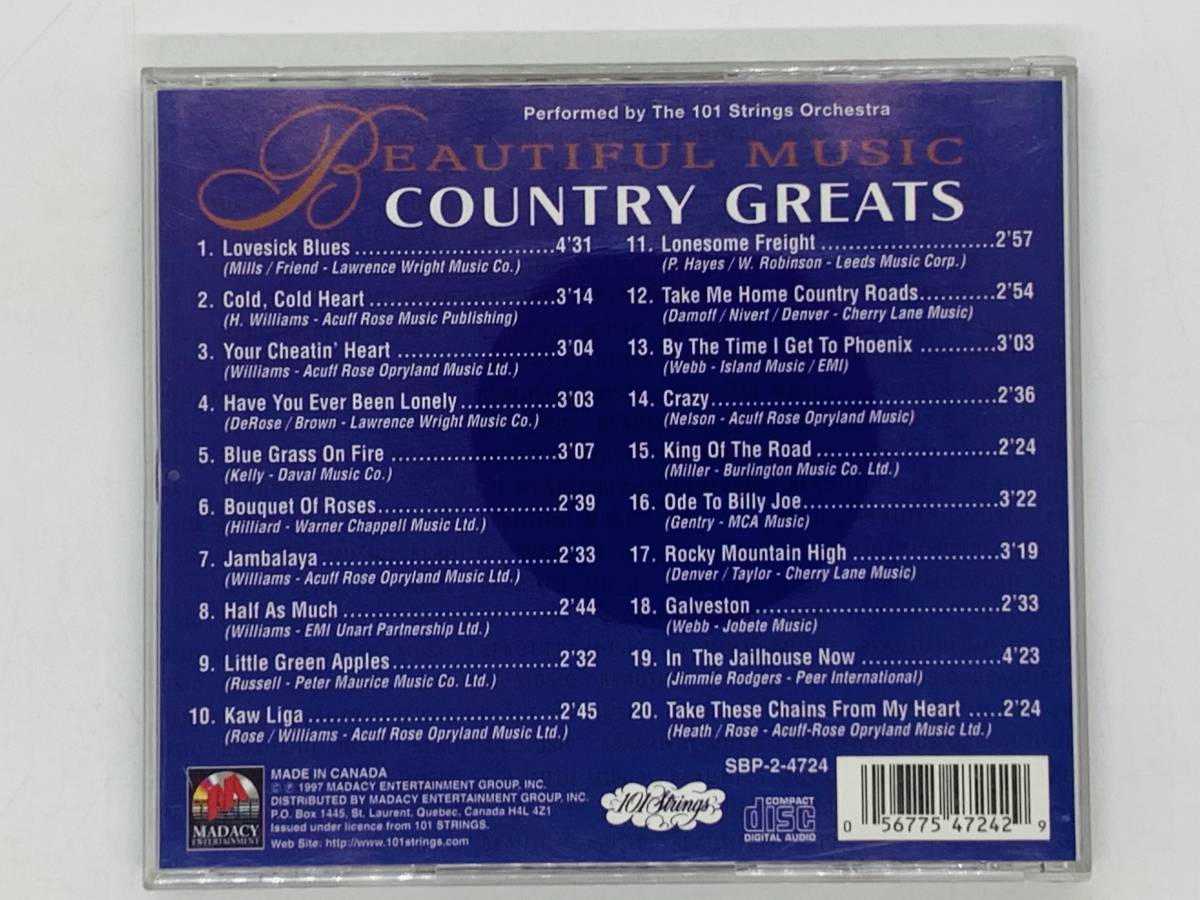 Performed by The 101 Strings Orchestra
BEAUTIFUL MUSIC
COUNTRY GREATS
1. Lovesick Blues ........................4'31
(Mills / Friend - Lawrence Wright Music Co.)
2. Cold, Cold Heart ........................3'14
(H. Williams - Acuff Rose Music Publishing)
3. Your Cheatin' Heart ....................3'04
(Williams - Acuff Rose Opryland Music Ltd.)
4. Have You Ever Been Lonely ............3'03
(DeRose / Brown - Lawrence Wright Music Co.)
5. Blue Grass On Fire ......................3'07
(Kelly - Daval Music Co.)
6. Bouquet Of Roses........................2'39
(Hilliard - Warner Chappell Music Ltd.)
7. Jambalaya ................................2'33
(Williams - Acuff Rose Opryland Music Ltd.)
8. Half As Much ............................2'44
(Williams - EMI Unart Partnership Ltd.)
9. Little Green Apples......................2'32
(Russell - Peter Maurice Music Co. Ltd.)
10. Kaw Liga ................................2'45
(Rose / Williams - Acuff Rose Opryland Music Ltd.)
11. Lonesome Freight ......................2'57
(P. Hayes / W. Robinson - Leeds Music Corp.)
12. Take Me Home Country Roads..........2'54
(Damoff / Nivert / Denver - Cherry Lane Music)
13. By The Time I Get To Phoenix ..........3'03
(Webb - Island Music / EMI)
14. Crazy....................................2'36
(Nelson - Acuff Rose Opryland Music)
15. King Of The Road ........................2'24
(Miller - Burlington Music Co. Ltd.)
16. Ode To Billy Joe..........................3'22
(Gentry - MCA Music)
17. Rocky Mountain High ....................3'19
(Denver / Taylor - Cherry Lane Music)
18. Galveston ................................2'33
(Webb - Jobete Music)
19. In The Jailhouse Now ..................4'23
(Jimmie Rodgers - Peer International)
20. Take These Chains From My Heart .....2'24
(Heath / Rose - Acuff-Rose Opryland Music Ltd.)
MADACY
ENTERTAINMENT
MADE IN CANADA
© ℗ 1997 MADACY ENTERTAINMENT GROUP, INC.
DISTRIBUTED BY MADACY ENTERTAINMENT GROUP, INC.
P.O. Box 1445, St. Laurent, Quebec, Canada H4L 4Z1
Issued under licence from 101 STRINGS.
Web Site: http://www.101strings.com
101 Strings
SBP-2-4724
COMPACT
disc
DIGITAL AUDIO
0 56775 47242 9